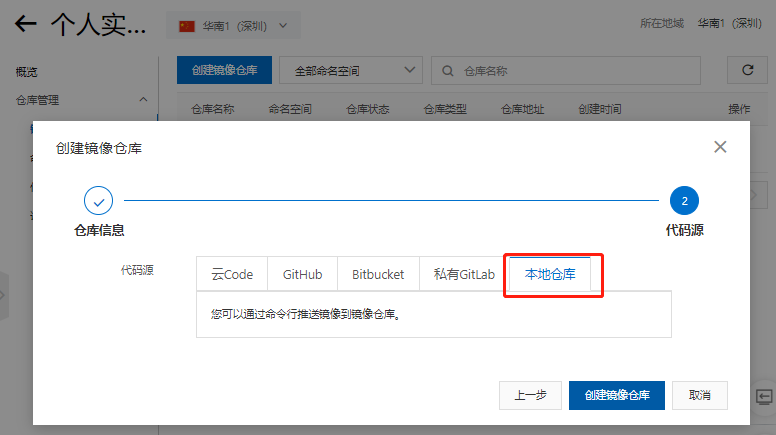 个人实...
华南1（深圳）
所在地域 华南1（深圳）
概览
创建镜像仓库 全部命名空间 仓库名称
仓库管理
仓库名称 命名空间 仓库状态 仓库类型 仓库地址 创建时间 操作
创建镜像仓库
2
仓库信息 代码源
代码源 云Code GitHub Bitbucket 私有GitLab 本地仓库
您可以通过命令行推送镜像到镜像仓库。
上一步 创建镜像仓库 取消